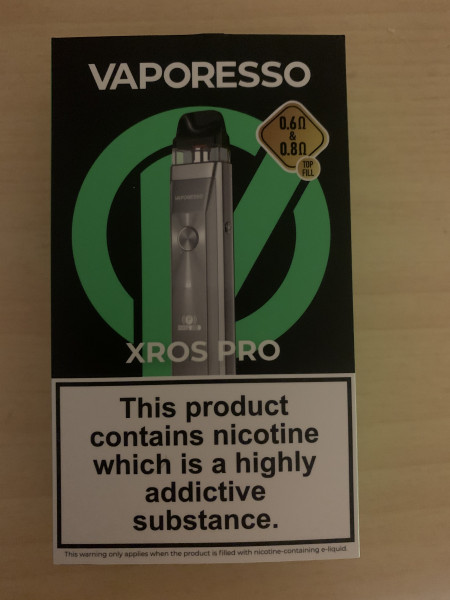 VAPORESSO
0.6Ω
&
0.8Ω
TOP
FILL
VAPORESSO
XROS PRO
This product
contains nicotine
which is a highly
addictive
substance.
This warning only applies when the product is filled with nicotine-containing e-liquid.